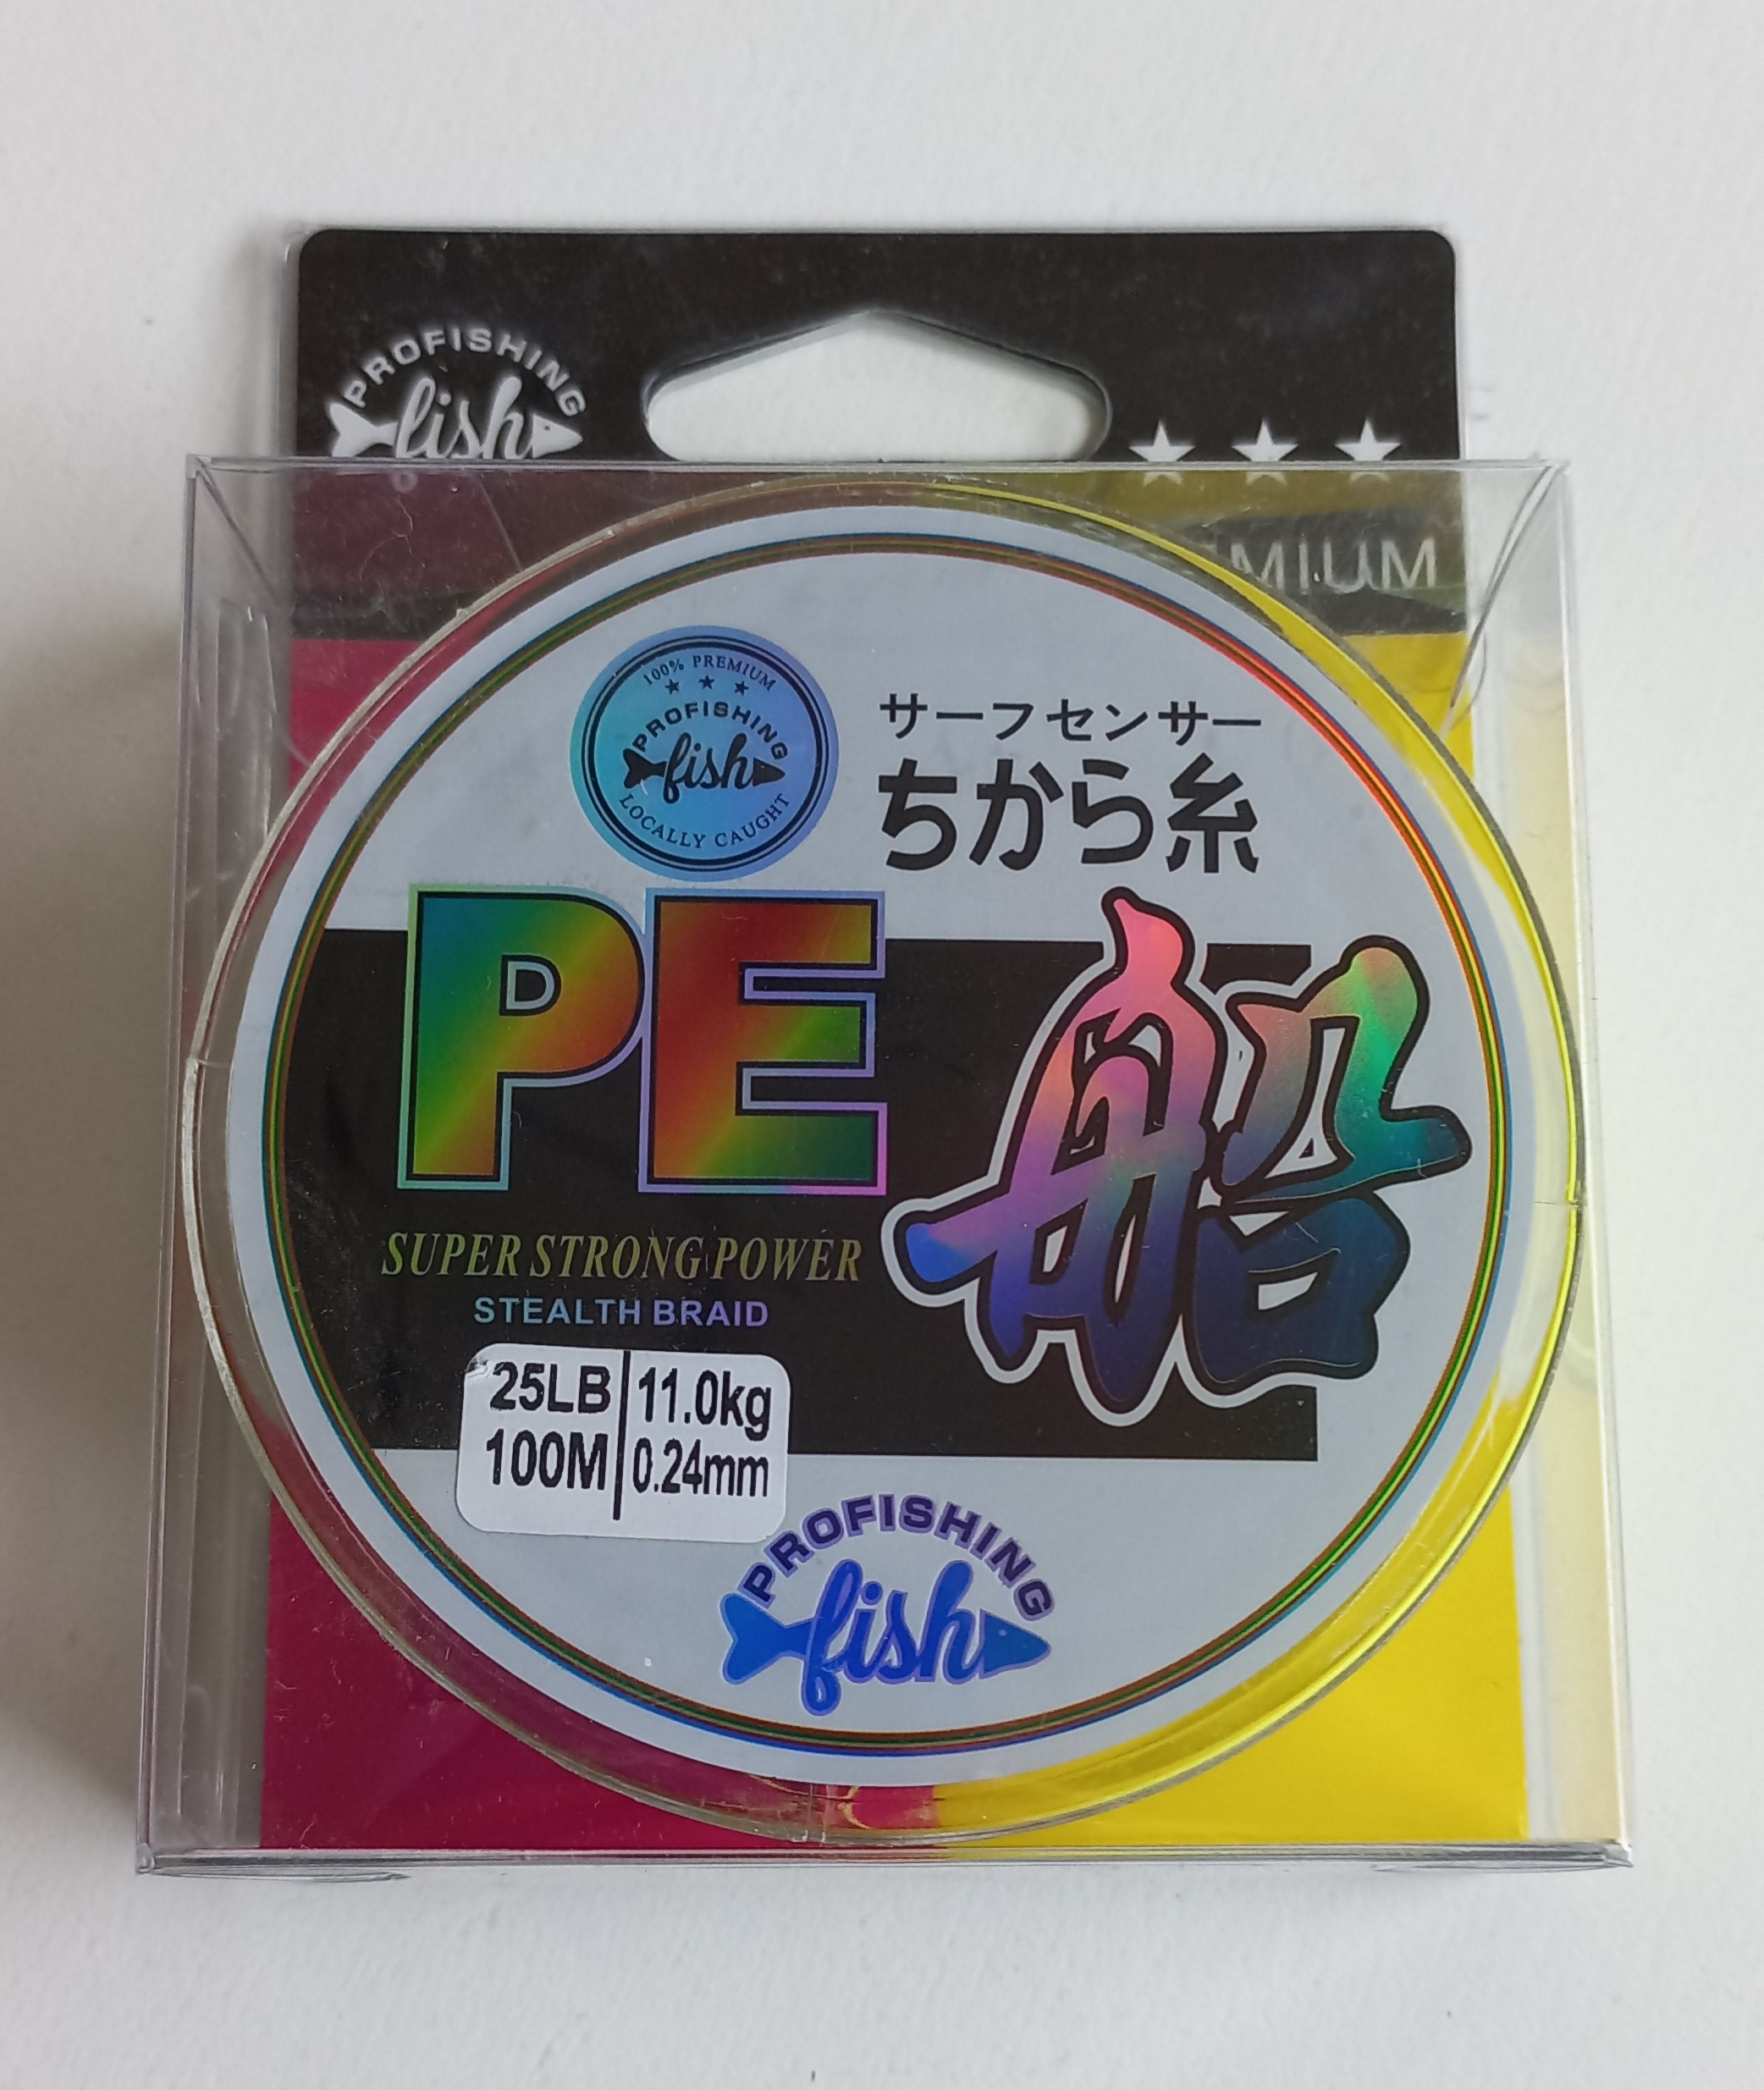 PROFISHING
fish
MIUM
100% PREMIUM
PROFISHING
fish
LOCALLY CAUGHT
サーフセンサー
ちから糸
PE
船
SUPER STRONG POWER
STEALTH BRAID
25LB 11.0kg
100M 0.24mm
PROFISHING
fish